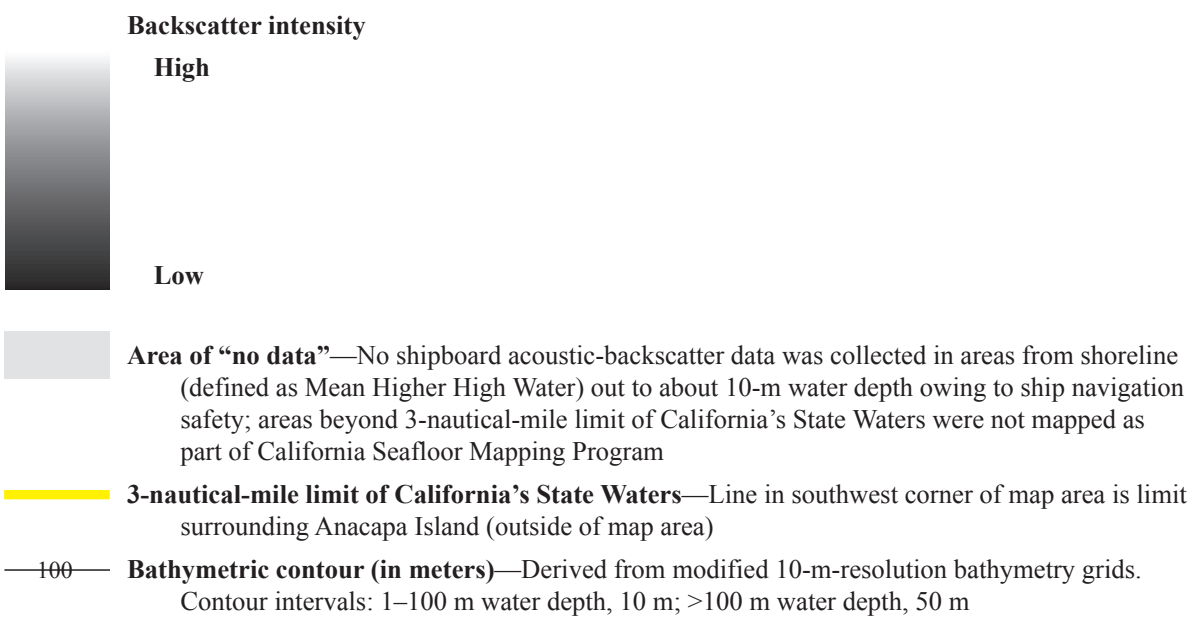 Backscatter intensity
High
Low
Area of “no data”—No shipboard acoustic-backscatter data was collected in areas from shoreline
(defined as Mean Higher High Water) out to about 10-m water depth owing to ship navigation
safety; areas beyond 3-nautical-mile limit of California’s State Waters were not mapped as
part of California Seafloor Mapping Program
3-nautical-mile limit of California’s State Waters—Line in southwest corner of map area is limit
surrounding Anacapa Island (outside of map area)
100 Bathymetric contour (in meters)—Derived from modified 10-m-resolution bathymetry grids.
Contour intervals: 1–100 m water depth, 10 m; >100 m water depth, 50 m